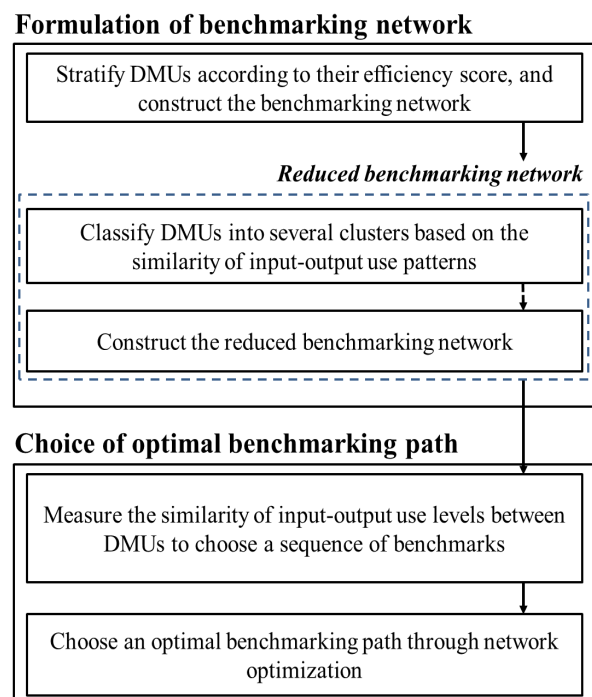 Formulation of benchmarking network
Stratify DMUs according to their efficiency score, and
construct the benchmarking network
Reduced benchmarking network
Classify DMUs into several clusters based on the
similarity of input-output use patterns
Construct the reduced benchmarking network
Choice of optimal benchmarking path
Measure the similarity of input-output use levels between
DMUs to choose a sequence of benchmarks
Choose an optimal benchmarking path through network
optimization